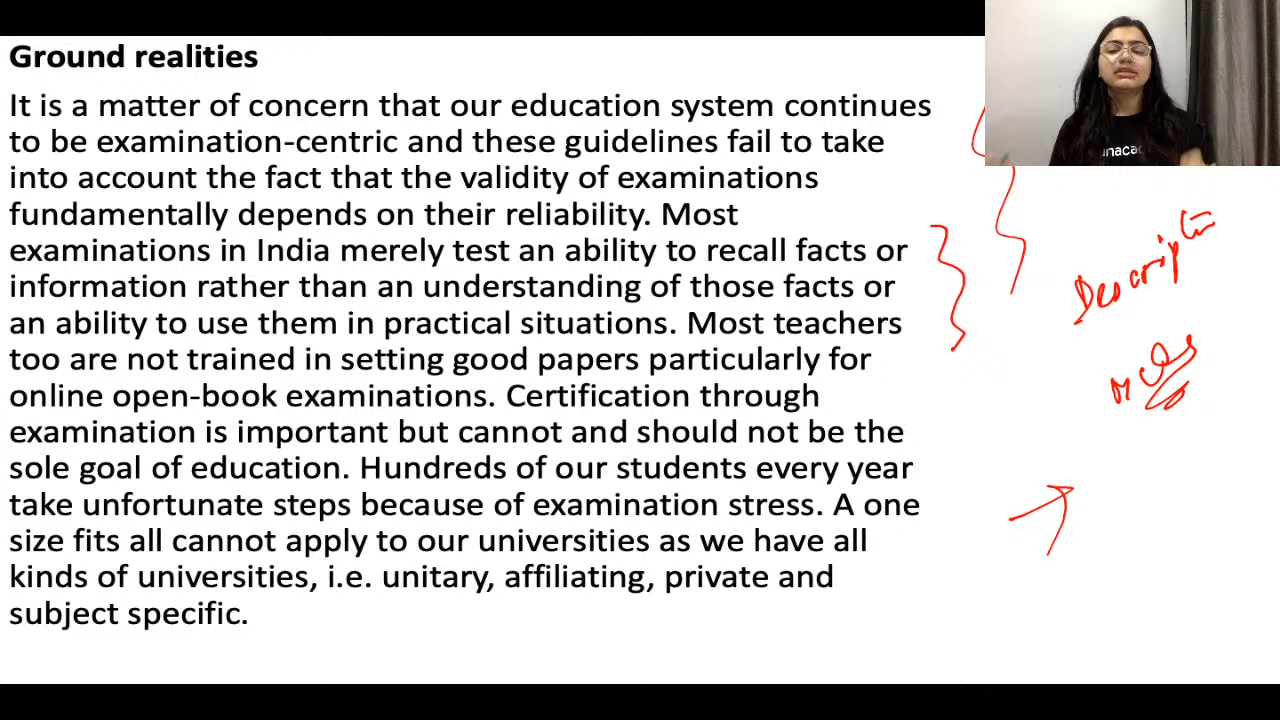 Ground realities
It is a matter of concern that our education system continues
to be examination-centric and these guidelines fail to take
into account the fact that the validity of examinations
fundamentally depends on their reliability. Most
examinations in India merely test an ability to recall facts or
information rather than an understanding of those facts or
an ability to use them in practical situations. Most teachers
too are not trained in setting good papers particularly for
online open-book examinations. Certification through
examination is important but cannot and should not be the
sole goal of education. Hundreds of our students every year
take unfortunate steps because of examination stress. A one
size fits all cannot apply to our universities as we have all
kinds of universities, i.e. unitary, affiliating, private and
subject specific.
nacad